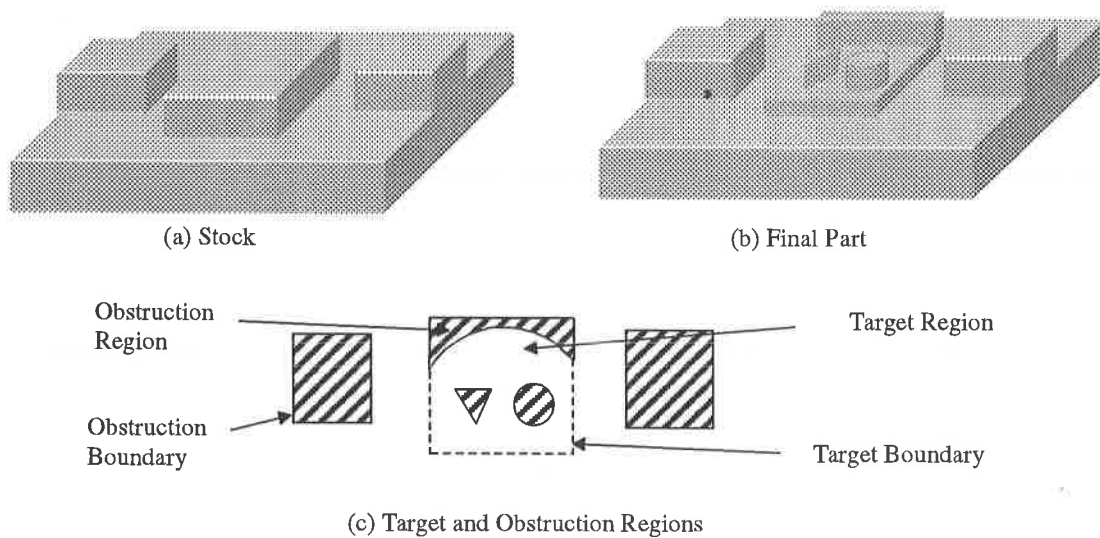 (a) Stock
(b) Final Part
Obstruction
Region
Target Region
Obstruction
Boundary
Target Boundary
(c) Target and Obstruction Regions